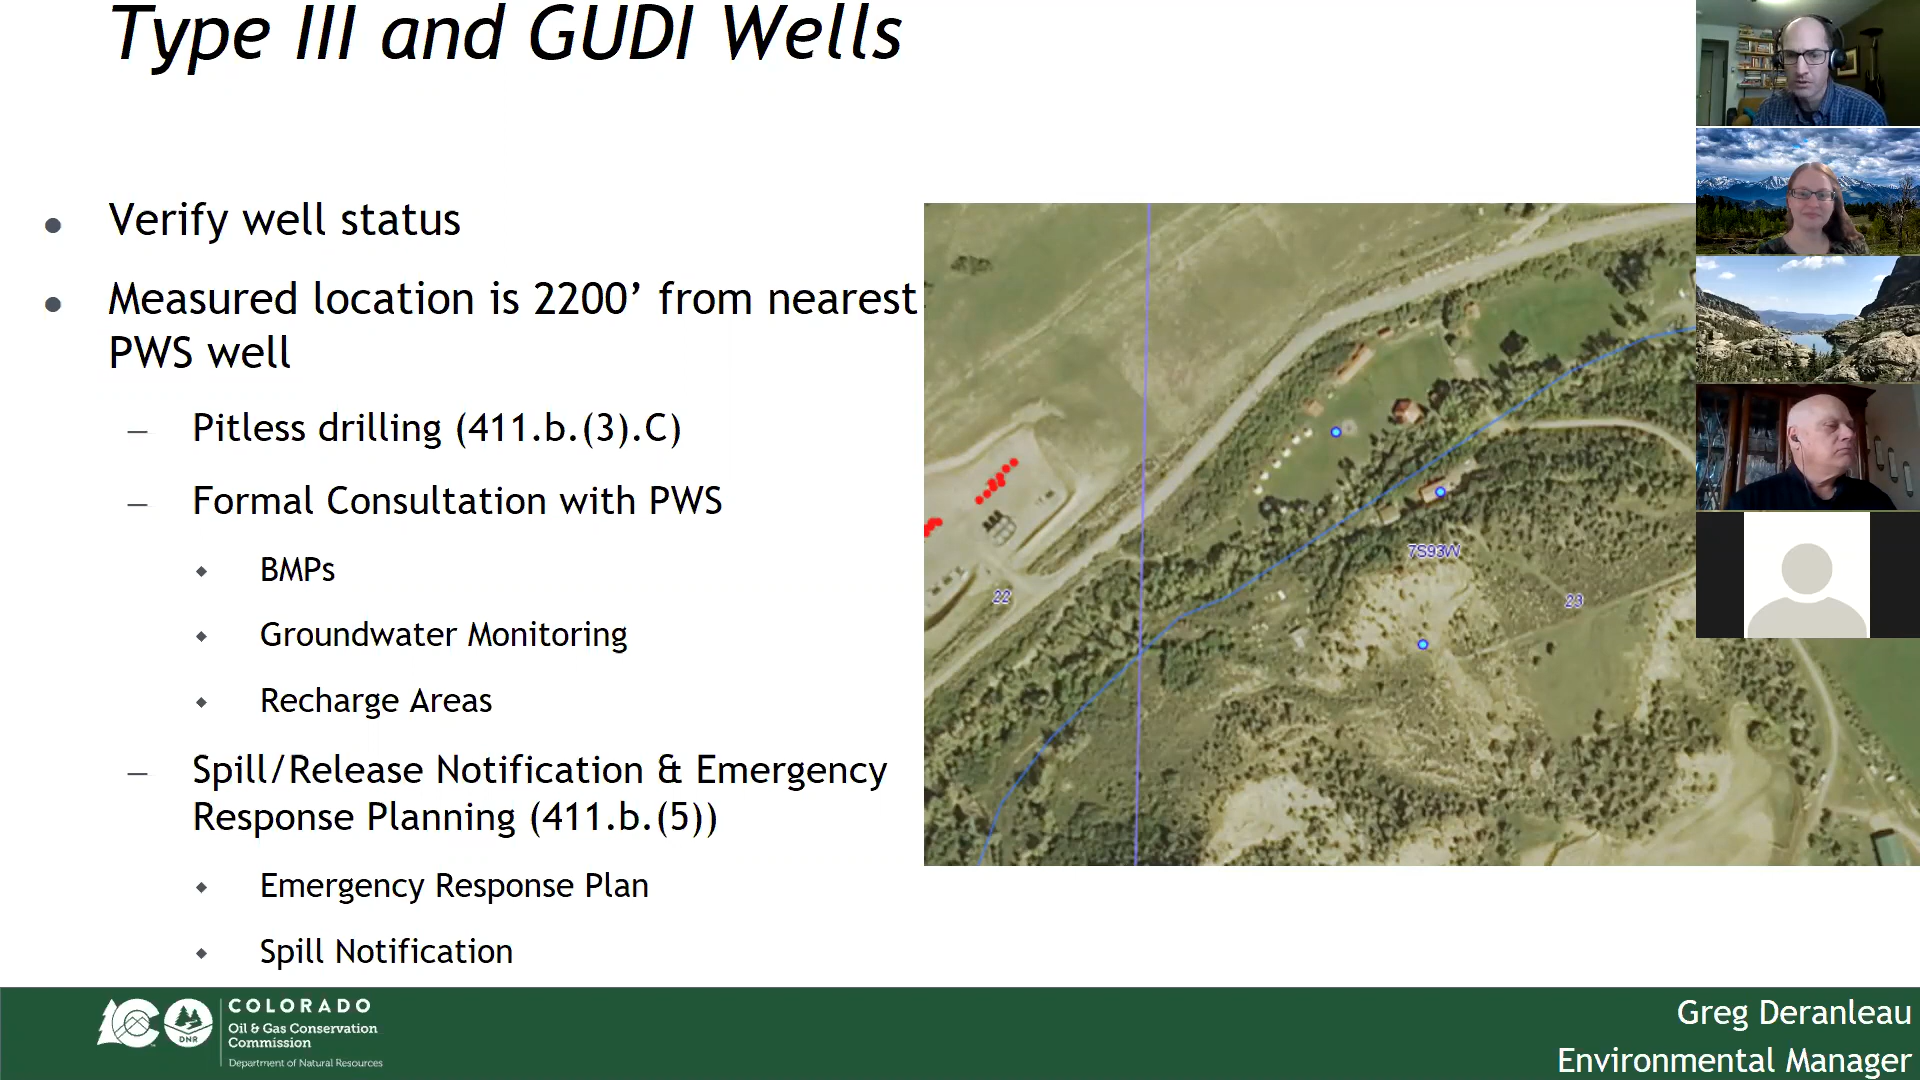 Type III and GUDI Wells
Verify well status
Measured location is 2200’ from nearest
PWS well
Pitless drilling (411.b.(3).C)
Formal Consultation with PWS
BMPs
Groundwater Monitoring
Recharge Areas
Spill/Release Notification & Emergency
Response Planning (411.b.(5))
Emergency Response Plan
Spill Notification
7S93W
22
23
DNR
COLORADO
Oil & Gas Conservation
Commission
Department of Natural Resources
Greg Deranleau
Environmental Manager